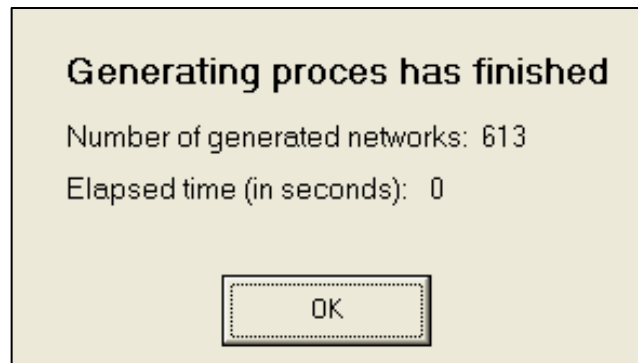 Generating proces has finished
Number of generated networks: 613
Elapsed time (in seconds): 0
OK